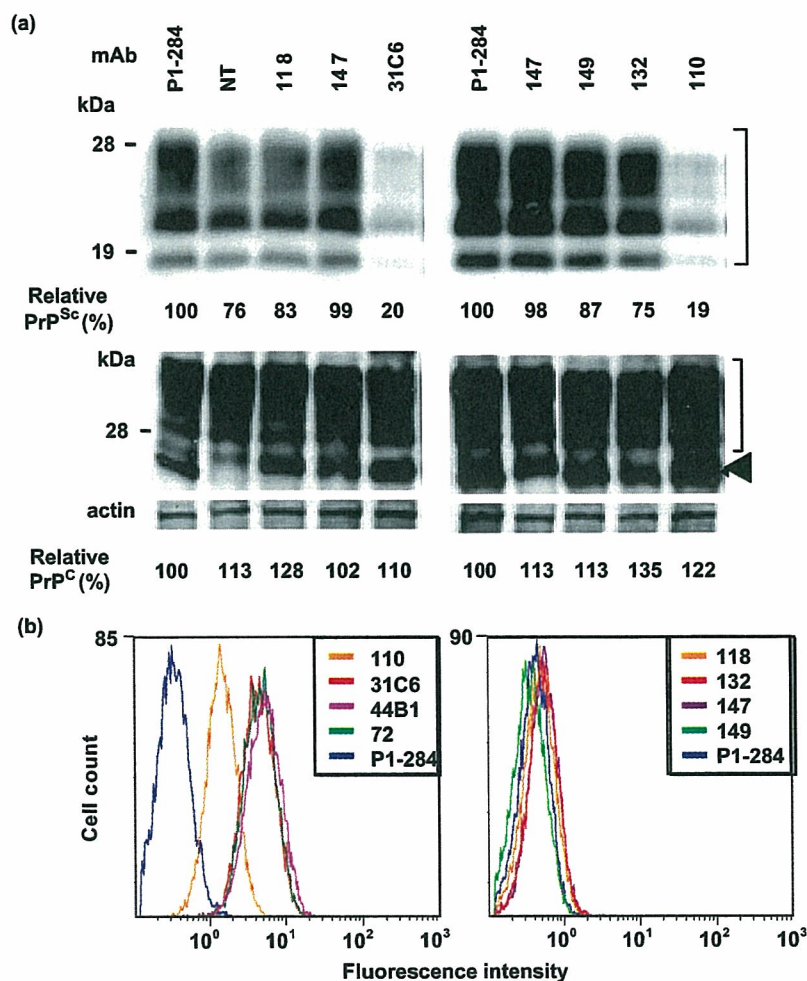 (a)
mAb P1-284 NT 11 8 14 7 31C6 P1-284 147 149 132 110
kDa
28
19
Relative
PrPSc (%) 100 76 83 99 20 100 98 87 75 19
kDa
28
actin
Relative
PrPC (%) 100 113 128 102 110 100 113 113 135 122
(b)
85
110
31C6
44B1
72
P1-284
90
118
132
147
149
P1-284
Cell count
100 101 102 103 100 101 102 103
Fluorescence intensity